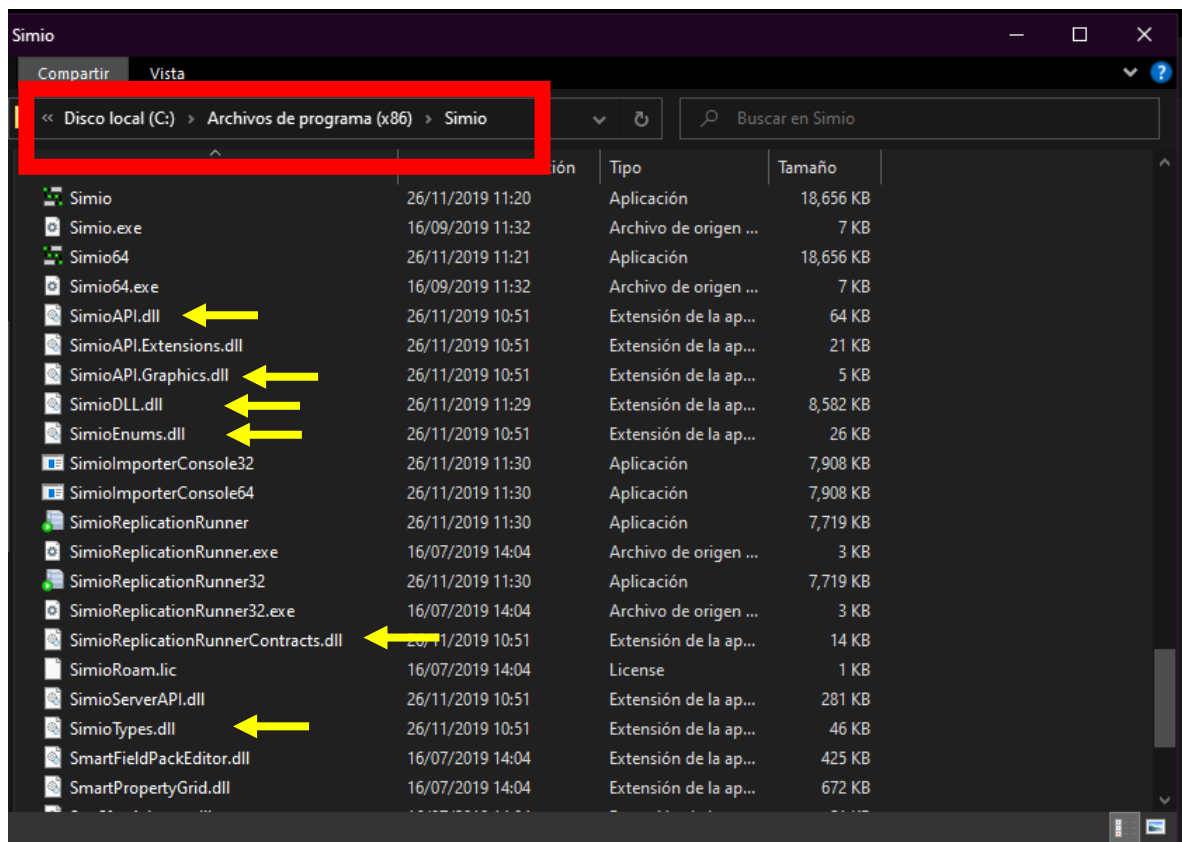 Simio
Compartir Vista
« Disco local (C:) › Archivos de programa (x86) › Simio
Buscar en Simio
ión Tipo Tamaño
Simio 26/11/2019 11:20 Aplicación 18,656 KB
Simio.exe 16/09/2019 11:32 Archivo de origen ... 7 KB
Simio64 26/11/2019 11:21 Aplicación 18,656 KB
Simio64.exe 16/09/2019 11:32 Archivo de origen ... 7 KB
SimioAPI.dll 26/11/2019 10:51 Extensión de la ap... 64 KB
SimioAPI.Extensions.dll 26/11/2019 10:51 Extensión de la ap... 21 KB
SimioAPI.Graphics.dll 26/11/2019 10:51 Extensión de la ap... 5 KB
SimioDLL.dll 26/11/2019 11:29 Extensión de la ap... 8,582 KB
SimioEnums.dll 26/11/2019 10:51 Extensión de la ap... 26 KB
SimioImporterConsole32 26/11/2019 11:30 Aplicación 7,908 KB
SimioImporterConsole64 26/11/2019 11:30 Aplicación 7,908 KB
SimioReplicationRunner 26/11/2019 11:30 Aplicación 7,719 KB
SimioReplicationRunner.exe 16/07/2019 14:04 Archivo de origen ... 3 KB
SimioReplicationRunner32 26/11/2019 11:30 Aplicación 7,719 KB
SimioReplicationRunner32.exe 16/07/2019 14:04 Archivo de origen ... 3 KB
SimioReplicationRunnerContracts.dll 26/11/2019 10:51 Extensión de la ap... 14 KB
SimioRoam.lic 16/07/2019 14:04 License 1 KB
SimioServerAPI.dll 26/11/2019 10:51 Extensión de la ap... 281 KB
SimioTypes.dll 26/11/2019 10:51 Extensión de la ap... 46 KB
SmartFieldPackEditor.dll 16/07/2019 14:04 Extensión de la ap... 425 KB
SmartPropertyGrid.dll 16/07/2019 14:04 Extensión de la ap... 672 KB